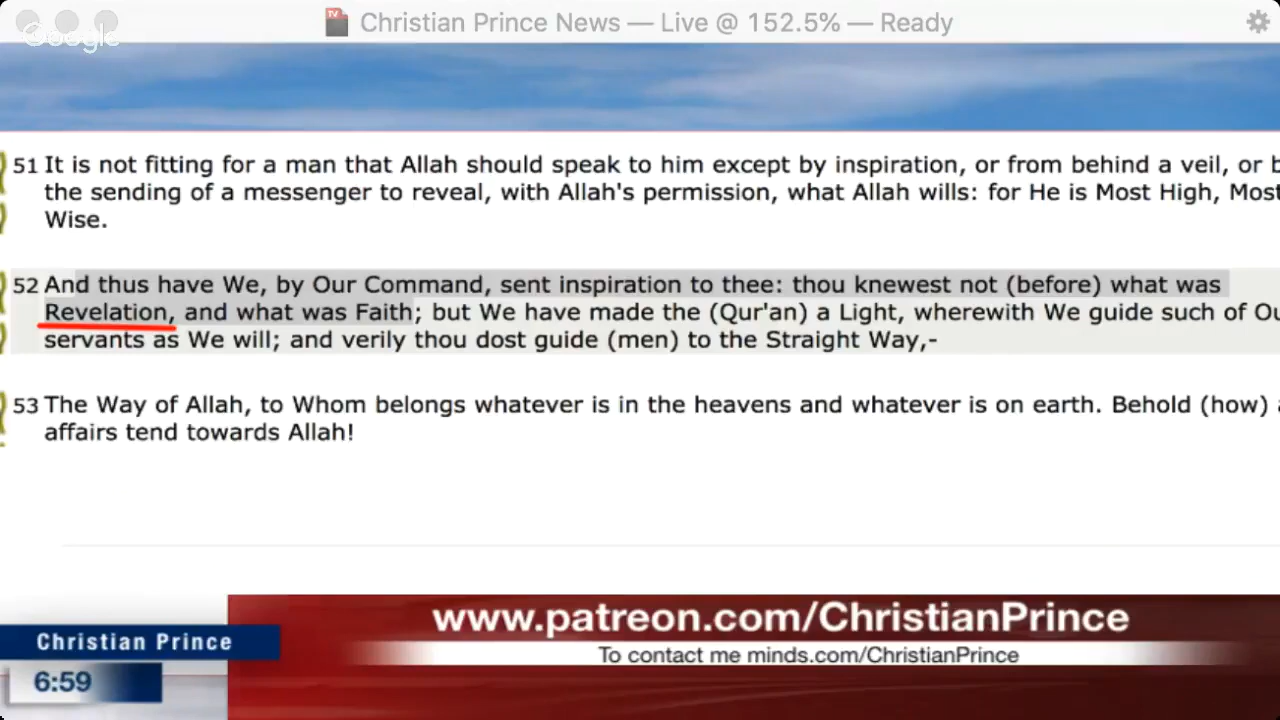 Google
Christian Prince News — Live @ 152.5% — Ready
51 It is not fitting for a man that Allah should speak to him except by inspiration, or from behind a veil, or
the sending of a messenger to reveal, with Allah's permission, what Allah wills: for He is Most High, Most
Wise.
52 And thus have We, by Our Command, sent inspiration to thee: thou knewest not (before) what was
Revelation, and what was Faith; but We have made the (Qur'an) a Light, wherewith We guide such of
servants as We will; and verily thou dost guide (men) to the Straight Way,-
53 The Way of Allah, to Whom belongs whatever is in the heavens and whatever is on earth. Behold (how)
affairs tend towards Allah!
www.patreon.com/ChristianPrince
To contact me minds.com/ChristianPrince
Christian Prince
6:59